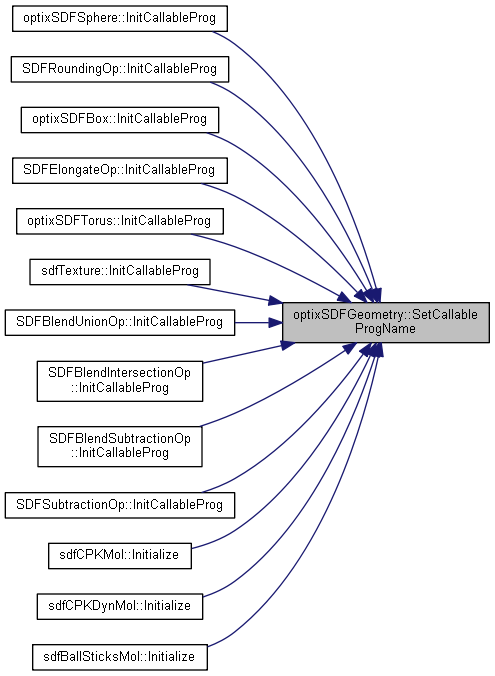 optixSDFSphere::InitCallableProg
SDFRoundingOp::InitCallableProg
optixSDFBox::InitCallableProg
SDFElongateOp::InitCallableProg
optixSDFTorus::InitCallableProg
sdfTexture::InitCallableProg
SDFBlendUnionOp::InitCallableProg
SDFBlendIntersectionOp
::InitCallableProg
SDFBlendSubtractionOp
::InitCallableProg
SDFSubtractionOp::InitCallableProg
sdfCPKMol::Initialize
sdfCPKDynMol::Initialize
sdfBallSticksMol::Initialize
optixSDFGeometry::SetCallable
ProgName